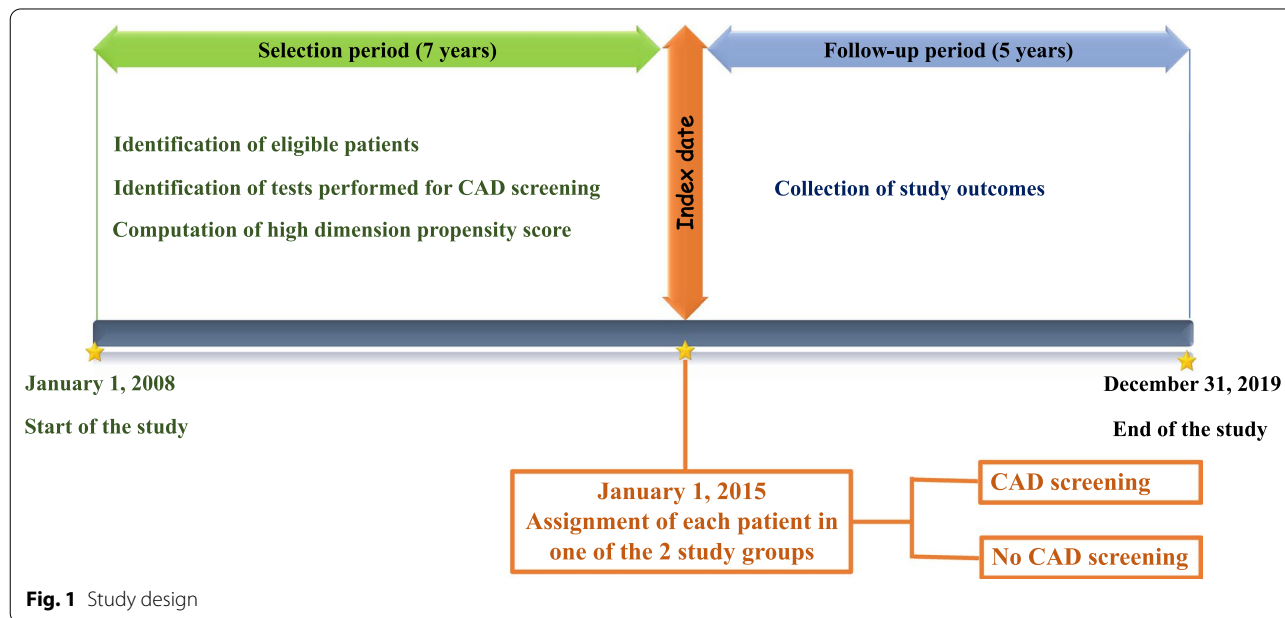 Selection period (7 years)
Follow-up period (5 years)
Index date
Identification of eligible patients
Identification of tests performed for CAD screening
Computation of high dimension propensity score
Collection of study outcomes
January 1, 2008
Start of the study
December 31, 2019
End of the study
January 1, 2015
Assignment of each patient in
one of the 2 study groups
CAD screening
No CAD screening
Fig. 1 Study design